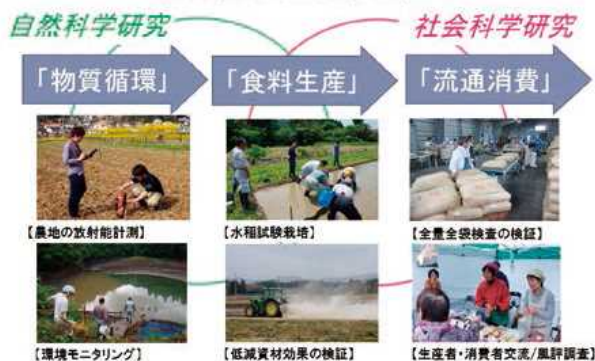 自然科学研究
社会科学研究
「物質循環」
「食料生産」
「流通消費」
【農地の放射能計測】
【水稲試験栽培】
【全量全袋検査の検証】
【環境モニタリング】
【低減資材効果の検証】
【生産者・消費者交流/風評調査】